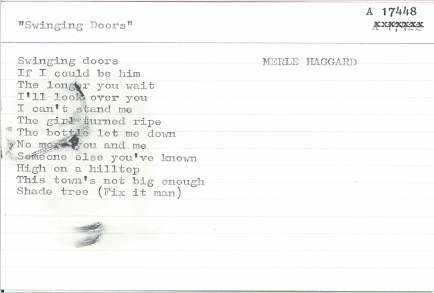 A 17448
"Swinging Doors"
Swinging doors
MERLE HAGGARD
If I could be him
The longer you wait
I'll look over you
I can't stand me
The girl turned ripe
The bottle let me down
No more you and me
Someone else you've known
High on a hilltop
This town's not big enough
Shade tree (Fix it man)